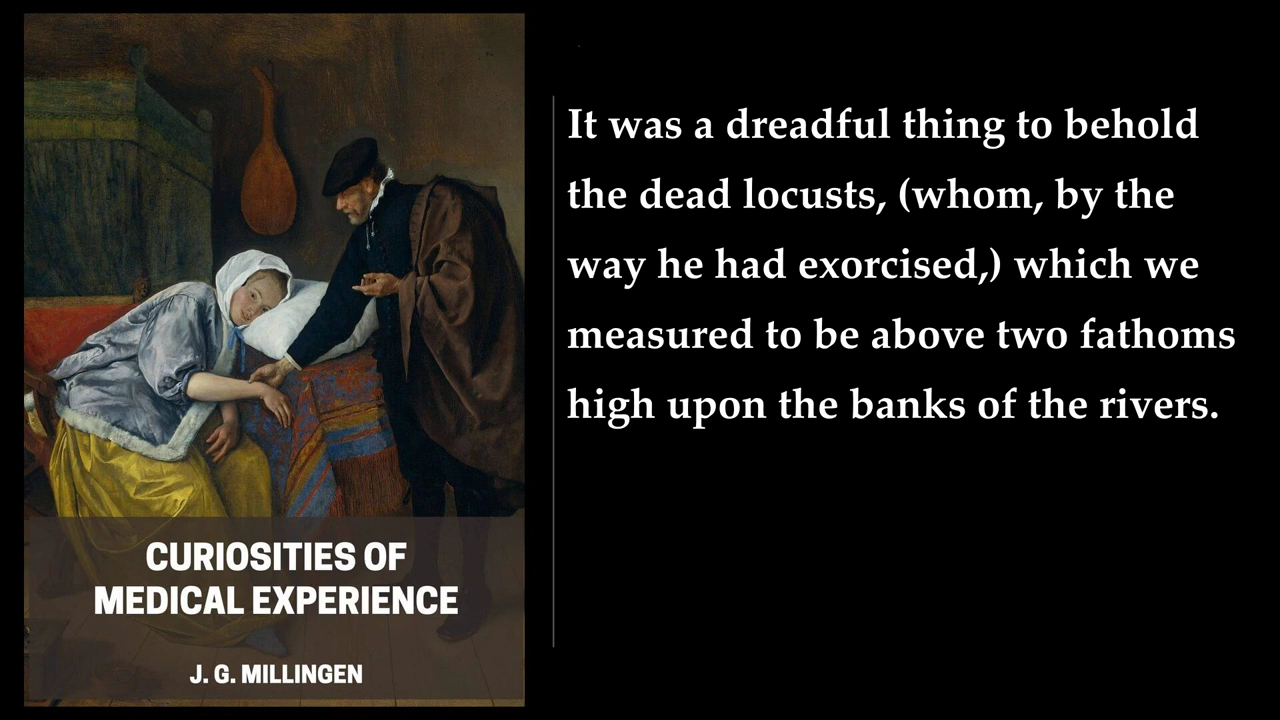 It was a dreadful thing to behold
the dead locusts, (whom, by the
way he had exorcised,) which we
measured to be above two fathoms
high upon the banks of the rivers.
CURIOSITIES OF
MEDICAL EXPERIENCE
J. G. MILLINGEN